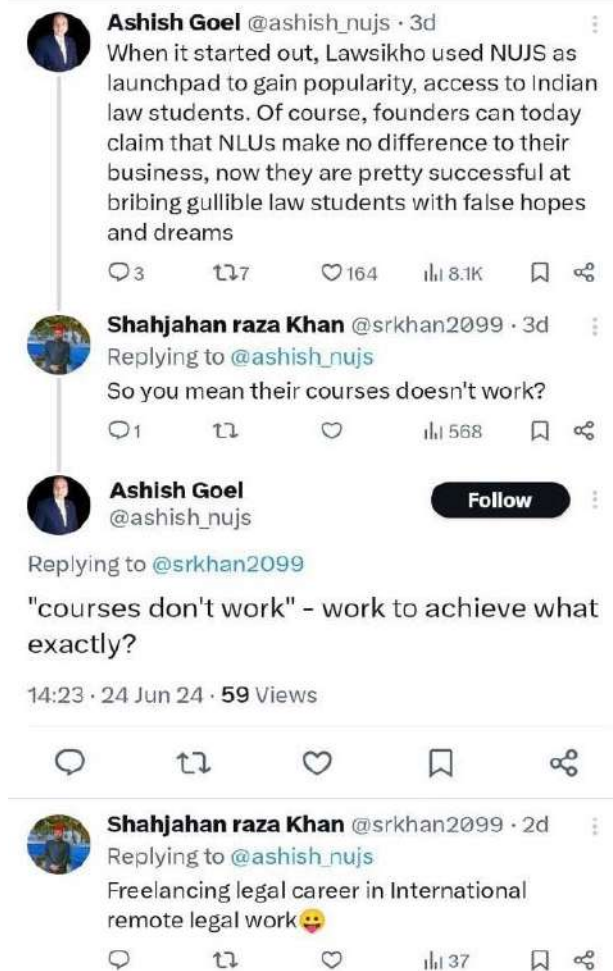 Ashish Goel @ashish_nujs · 3d
When it started out, Lawsikho used NUJS as
launchpad to gain popularity, access to Indian
law students. Of course, founders can today
claim that NLUs make no difference to their
business, now they are pretty successful at
bribing gullible law students with false hopes
and dreams
3 7 164 8.1K
Shahjahan raza Khan @srkhan2099 · 3d
Replying to @ashish_nujs
So you mean their courses doesn't work?
1 568
Ashish Goel
Follow
@ashish_nujs
Replying to @srkhan2099
"courses don't work" - work to achieve what
exactly?
14:23 · 24 Jun 24 · 59 Views
Shahjahan raza Khan @srkhan2099 · 2d
Replying to @ashish_nujs
Freelancing legal career in International
remote legal work😛
37